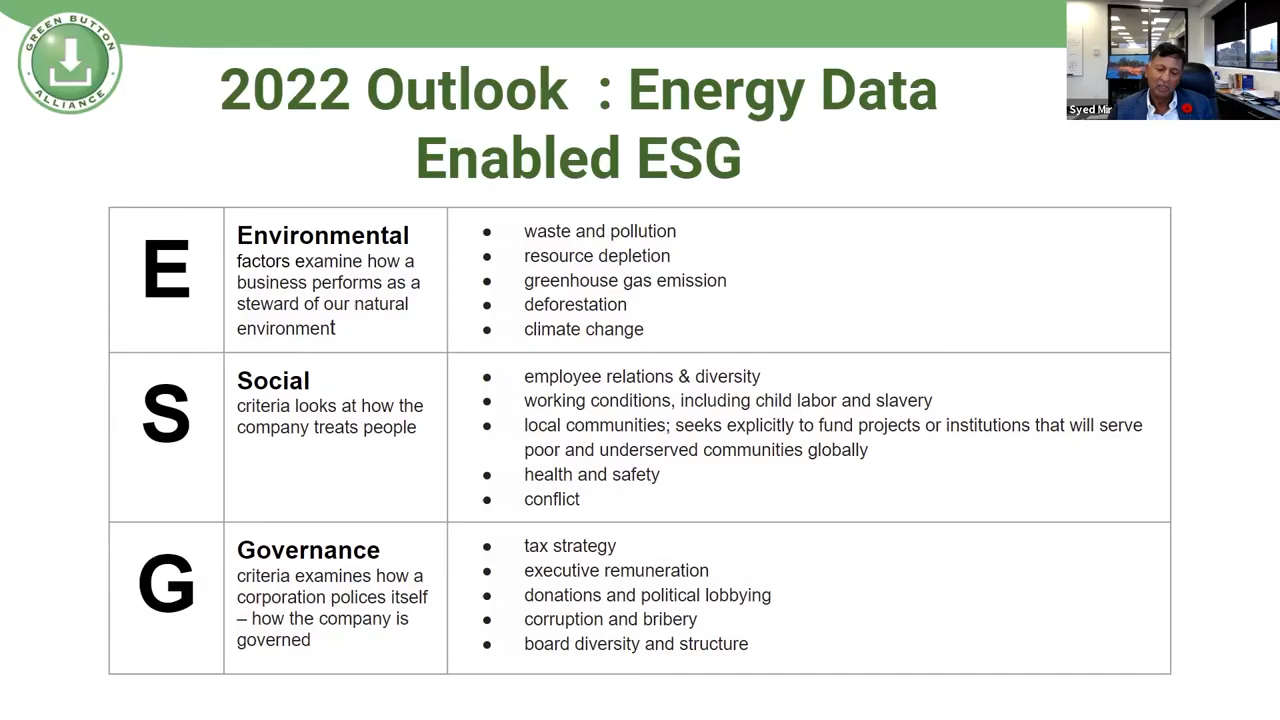 GREEN BUTTON
ALLIANCE
2022 Outlook : Energy Data
Enabled ESG
Syed Mir
E
Environmental
factors examine how a
business performs as a
steward of our natural
environment
waste and pollution
resource depletion
greenhouse gas emission
deforestation
climate change
S
Social
criteria looks at how the
company treats people
employee relations & diversity
working conditions, including child labor and slavery
local communities; seeks explicitly to fund projects or institutions that will serve
poor and underserved communities globally
health and safety
conflict
G
Governance
criteria examines how a
corporation polices itself
– how the company is
governed
tax strategy
executive remuneration
donations and political lobbying
corruption and bribery
board diversity and structure